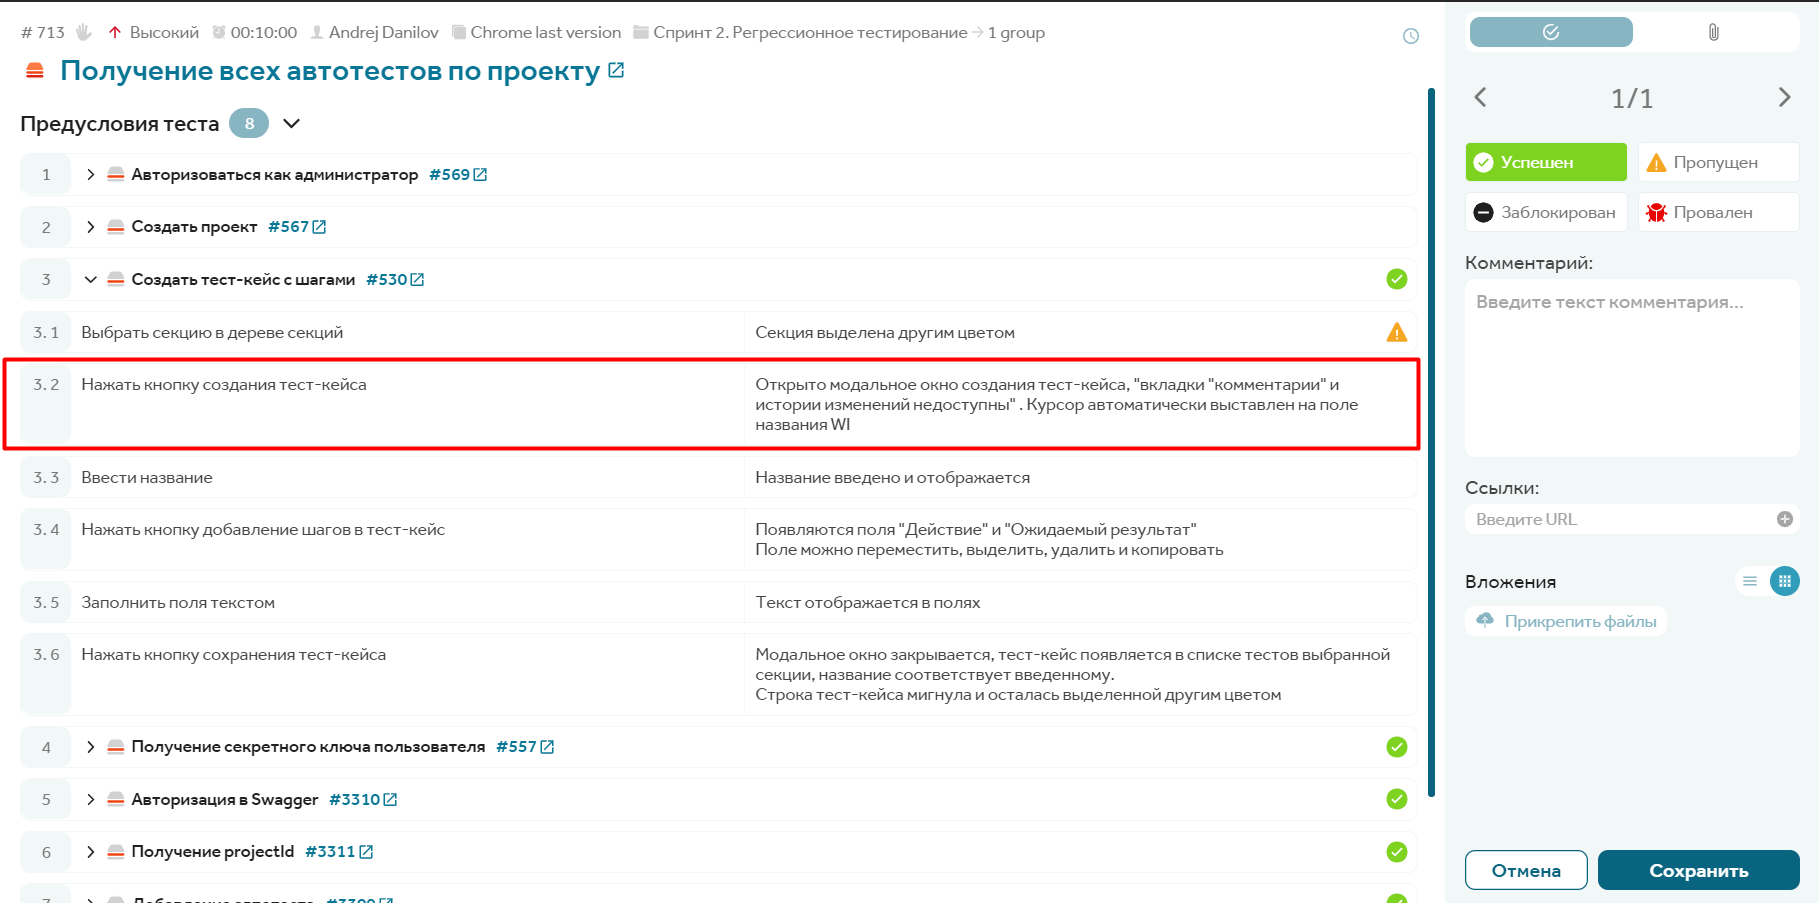 # 713 Высокий 00:10:00 Andrej Danilov Chrome last version Спринт 2. Регрессионное тестирование 1 group
Получение всех автотестов по проекту
Предусловия теста 8
1 Авторизоваться как администратор #569
2 Создать проект #567
3 Создать тест-кейс с шагами #530
3. 1 Выбрать секцию в дереве секций
Секция выделена другим цветом
3. 2 Нажать кнопку создания тест-кейса
Открыто модальное окно создания тест-кейса, "вкладки "комментарии" и
истории изменений недоступны" . Курсор автоматически выставлен на поле
названия WI
3. 3 Ввести название
Название введено и отображается
3. 4 Нажать кнопку добавление шагов в тест-кейс
Появляются поля "Действие" и "Ожидаемый результат"
Поле можно переместить, выделить, удалить и копировать
3. 5 Заполнить поля текстом
Текст отображается в полях
3. 6 Нажать кнопку сохранения тест-кейса
Модальное окно закрывается, тест-кейс появляется в списке тестов выбранной
секции, название соответствует введенному.
Строка тест-кейса мигнула и осталась выделенной другим цветом
4 Получение секретного ключа пользователя #557
5 Авторизация в Swagger #3310
6 Получение projectId #3311
1/1
Успешен
Пропущен
Заблокирован
Провален
Комментарий:
Введите текст комментария...
Ссылки:
Введите URL
Вложения
Прикрепить файлы
Отмена
Сохранить